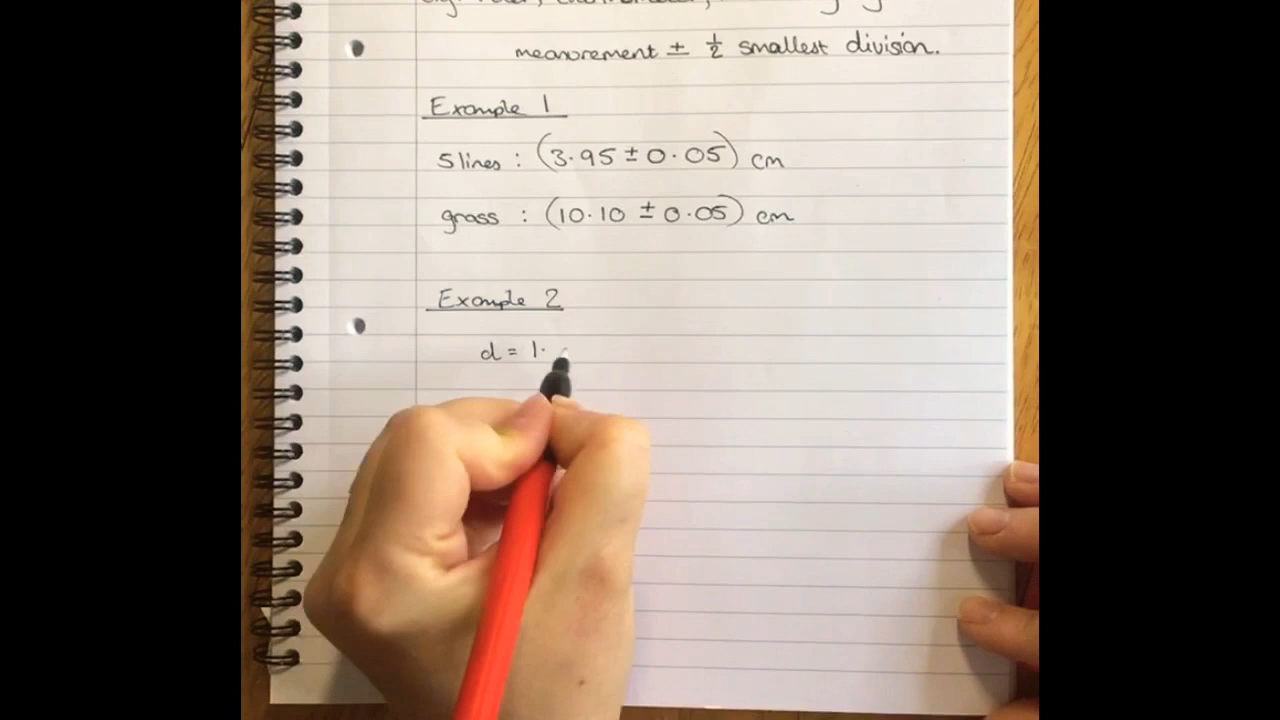 measurement ± 1/2 smallest division.
Example 1
5 lines : (3.95 ± 0.05) cm
grass : (10.10 ± 0.05) cm
Example 2
d = 1.